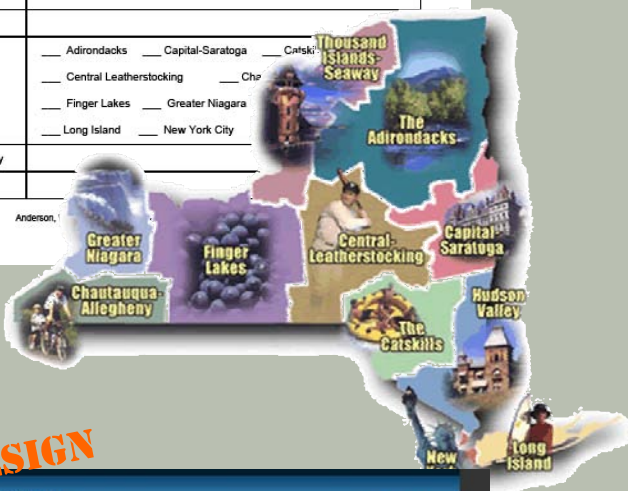 ___ Adirondacks ___ Capital-Saratoga ___ Catski
___ Central Leatherstocking ___ Cha
___ Finger Lakes ___ Greater Niagara
___ Long Island ___ New York City
y
Anderson,
Thousand
Islands-
Seaway
The
Adirondacks
Greater
Niagara
Finger
Lakes
Central-
Leatherstocking
Capital-
Saratoga
Chautauqua-
Allegheny
The
Catskills
Hudson
Valley
New
Long
Island
SIGN